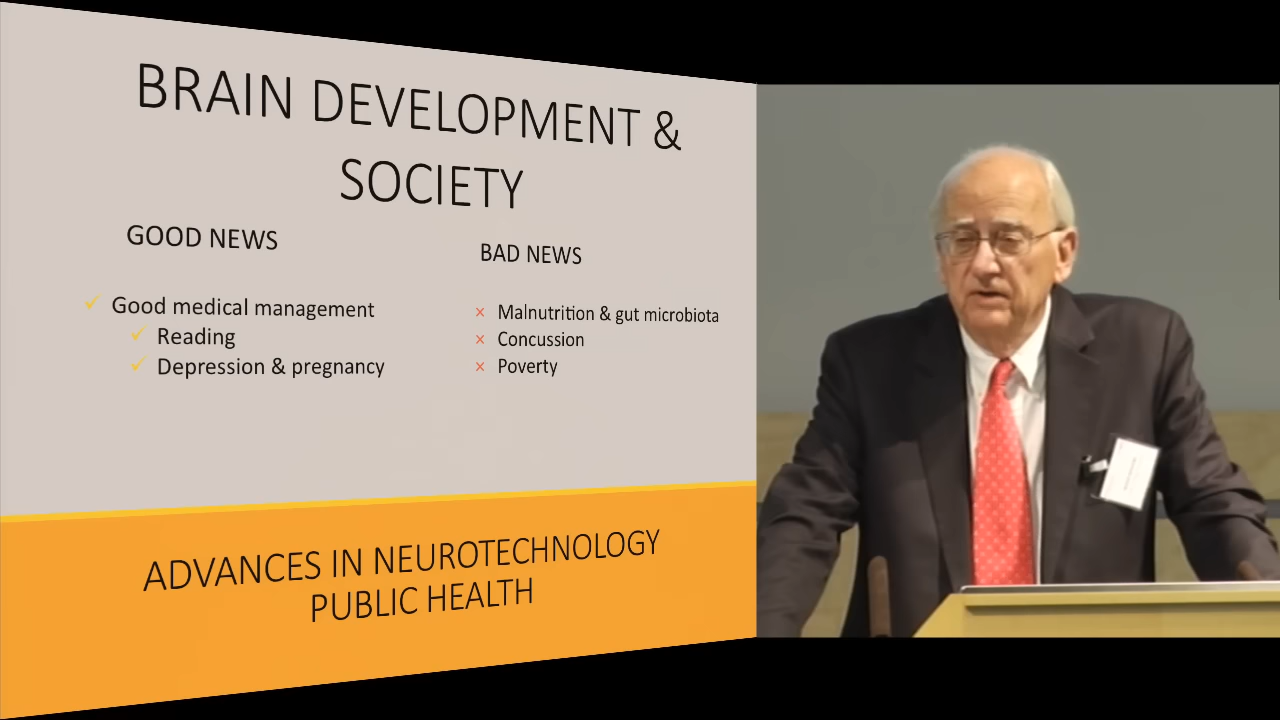 BRAIN DEVELOPMENT &
SOCIETY
GOOD NEWS
Good medical management
Reading
Depression & pregnancy
BAD NEWS
Malnutrition & gut microbiota
Concussion
Poverty
ADVANCES IN NEUROTECHNOLOGY
PUBLIC HEALTH